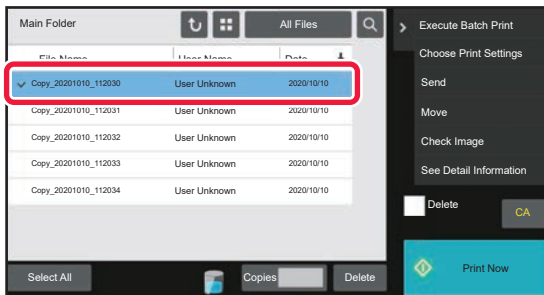 Main Folder
All Files
File Name User Name Date
Copy_20201010_112030 User Unknown 2020/10/10
Copy_20201010_112031 User Unknown 2020/10/10
Copy_20201010_112032 User Unknown 2020/10/10
Copy_20201010_112033 User Unknown 2020/10/10
Copy_20201010_112034 User Unknown 2020/10/10
Select All
Copies
Delete
Execute Batch Print
Choose Print Settings
Send
Move
Check Image
See Detail Information
Delete
CA
Print Now